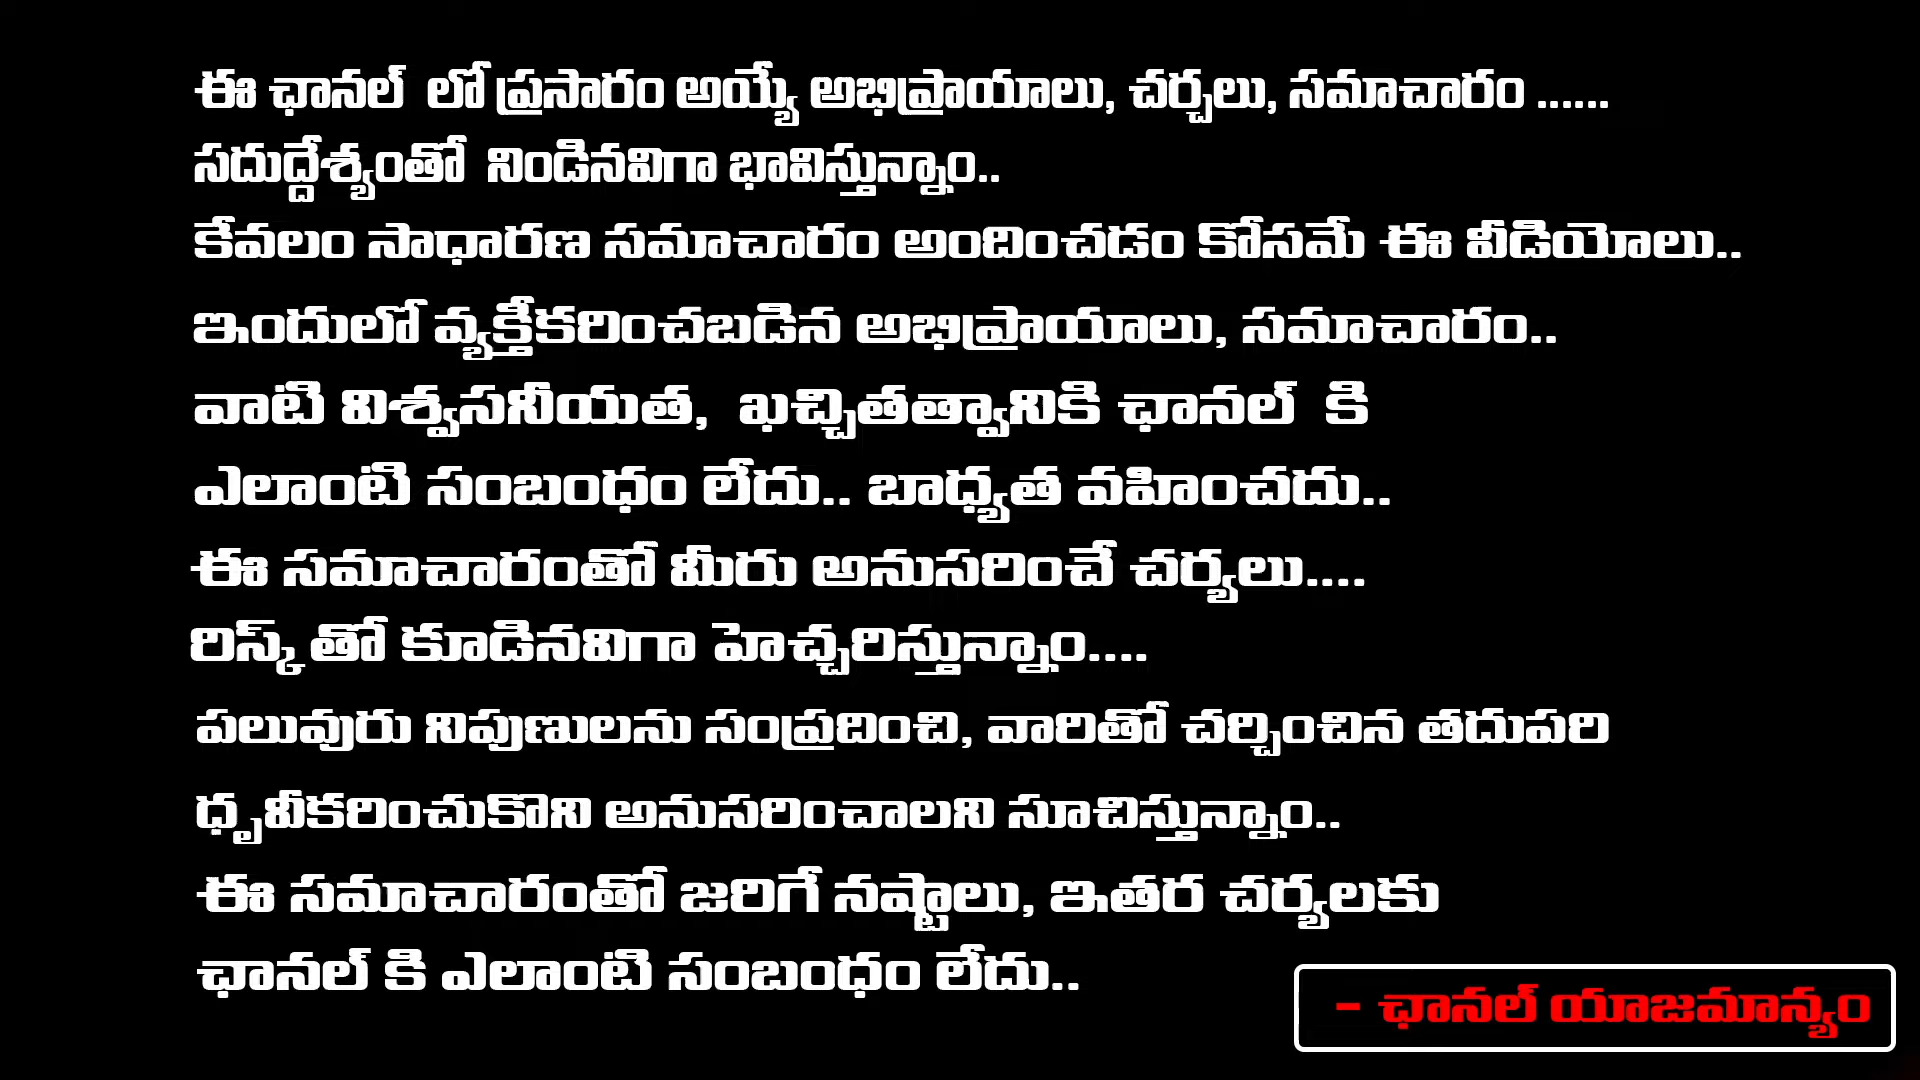 ఈ ఛానల్ లో ప్రసారం అయ్యే అభిప్రాయాలు, చర్చలు, సమాచారం ......
సదుద్దేశ్యంతో నిండినవిగా భావిస్తున్నాం..
కేవలం సాధారణ సమాచారం అందించడం కోసమే ఈ వీడియోలు..
ఇందులో వ్యక్తీకరించబడిన అభిప్రాయాలు, సమాచారం..
వాటి విశ్వసనీయత, ఖచ్చితత్వానికి ఛానల్ కి
ఎలాంటి సంబంధం లేదు.. బాధ్యత వహించదు..
ఈ సమాచారంతో మీరు అనుసరించే చర్యలు....
రిస్క్ తో కూడినవిగా హెచ్చరిస్తున్నాం....
పలువురు నిపుణులను సంప్రదించి, వారితో చర్చించిన తదుపరి
ధృవీకరించుకొని అనుసరించాలని సూచిస్తున్నాం..
ఈ సమాచారంతో జరిగే నష్టాలు, ఇతర చర్యలకు
ఛానల్ కి ఎలాంటి సంబంధం లేదు..
- ఛానల్ యాజమాన్యం